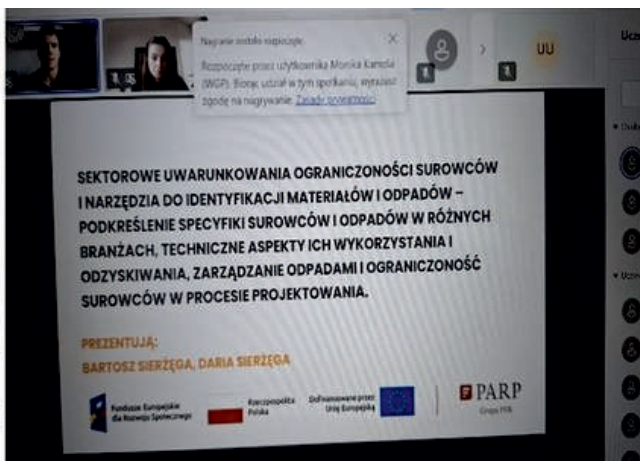 Nagranie zostało rozpoczęte.
Rozpoczęte przez użytkownika Monika
(WGP). Biorąc udział w tym spotkaniu, wyrażasz
zgodę na nagrywanie. Zasady prywatności
UU
SEKTOROWE UWARUNKOWANIA OGRANICZONOŚCI SUROWCÓW
I NARZĘDZIA DO IDENTYFIKACJI MATERIAŁÓW I ODPADÓW –
PODKREŚLENIE SPECYFIKI SUROWCÓW I ODPADÓW W RÓŻNYCH
BRANŻACH, TECHNICZNE ASPEKTY ICH WYKORZYSTANIA I
ODZYSKIWANIA, ZARZĄDZANIE ODPADAMI I OGRANICZONOŚĆ
SUROWCÓW W PROCESIE PROJEKTOWANIA.
PREZENTUJĄ:
BARTOSZ SIERŻĘGA, DARIA SIERŻĘGA
Fundusze Europejskie
dla Rozwoju Społecznego
Rzeczpospolita
Polska
Dofinansowane przez
Unię Europejską
PARP
Grupa PFR